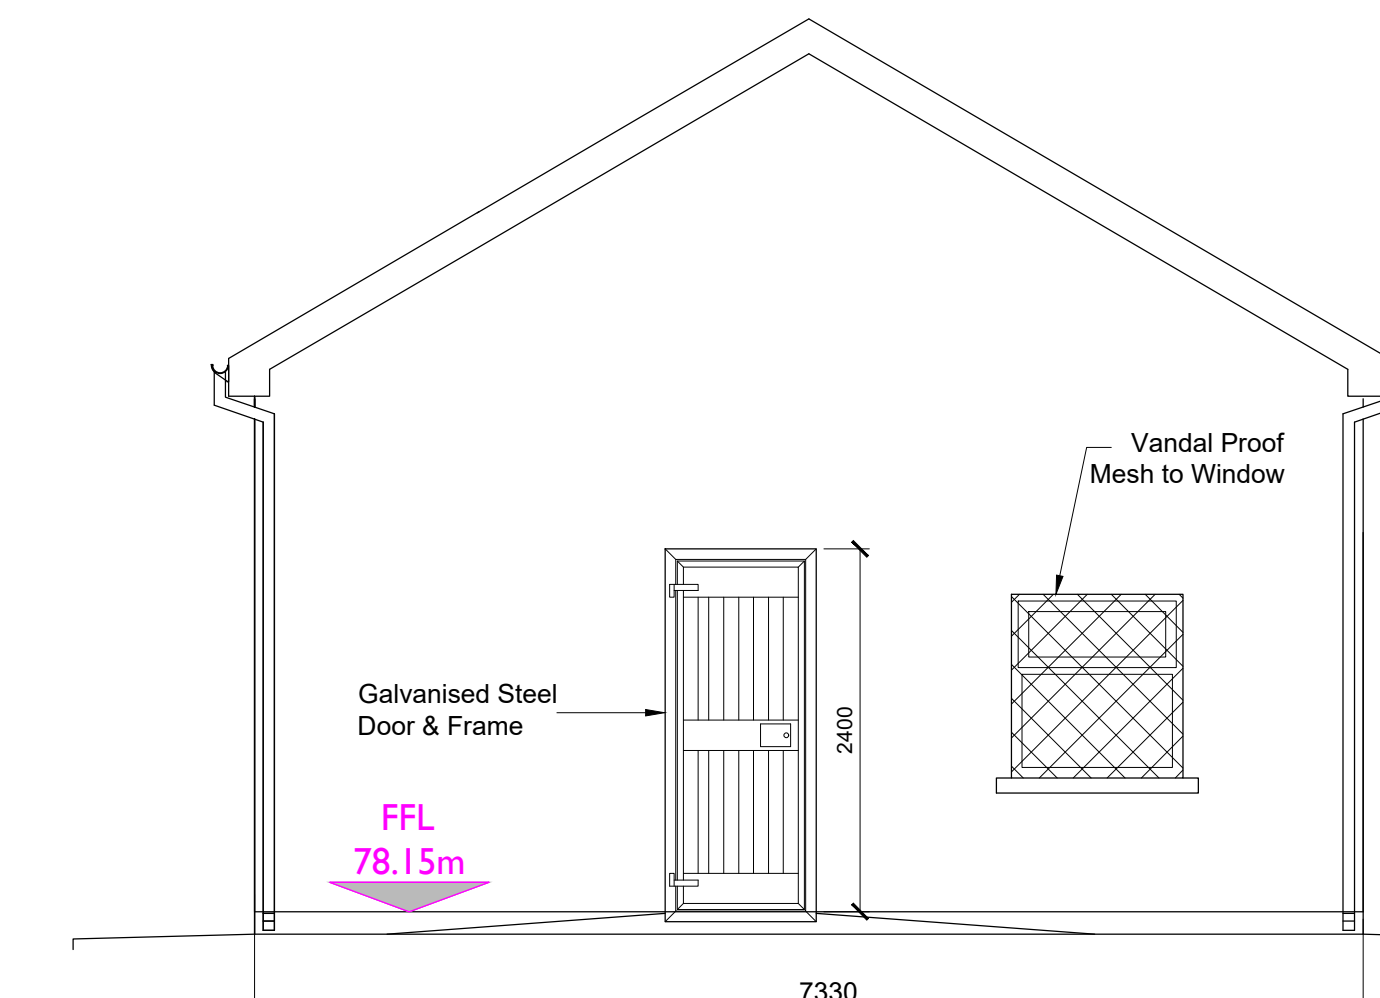 Vandal Proof
Mesh to Window
Galvanised Steel
Door & Frame
2400
FFL
78.15m
7330